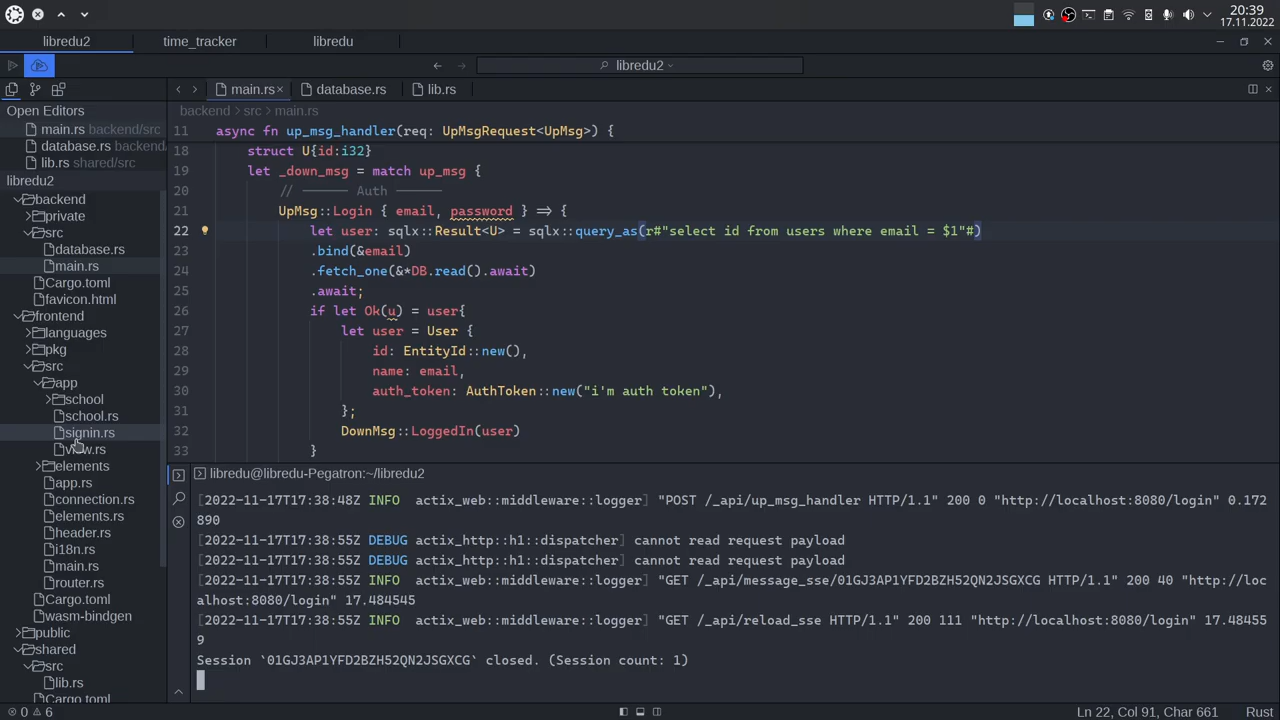 20:39
17.11.2022
libredu2
time_tracker
libredu
libredu2
main.rs
database.rs
lib.rs
Open Editors
main.rs backend/src
database.rs backend/
lib.rs shared/src
libredu2
backend
private
src
database.rs
main.rs
Cargo.toml
favicon.html
frontend
languages
pkg
src
app
school
school.rs
signin.rs
view.rs
elements
app.rs
connection.rs
elements.rs
header.rs
i18n.rs
main.rs
router.rs
Cargo.toml
wasm-bindgen
public
shared
src
lib.rs
Cargo.toml
backend src main.rs
11 async fn up_msg_handler(req: UpMsgRequest<UpMsg>) {
18 struct U{id:i32}
19 let _down_msg = match up_msg {
20 // ────── Auth ──────
21 UpMsg::Login { email, password } => {
22 let user: sqlx::Result<U> = sqlx::query_as(r#"select id from users where email = $1"#)
23 .bind(&email)
24 .fetch_one(&*DB.read().await)
25 .await;
26 if let Ok(u) = user{
27 let user = User {
28 id: EntityId::new(),
29 name: email,
30 auth_token: AuthToken::new("i'm auth token"),
31 };
32 DownMsg::LoggedIn(user)
33 }
libredu@libredu-Pegatron:~/libredu2
[2022-11-17T17:38:48Z INFO actix_web::middleware::logger] "POST /_api/up_msg_handler HTTP/1.1" 200 0 "http://localhost:8080/login" 0.172
890
[2022-11-17T17:38:55Z DEBUG actix_http::h1::dispatcher] cannot read request payload
[2022-11-17T17:38:55Z DEBUG actix_http::h1::dispatcher] cannot read request payload
[2022-11-17T17:38:55Z INFO actix_web::middleware::logger] "GET /_api/message_sse/01GJ3AP1YFD2BZH52QN2JSGXCG HTTP/1.1" 200 40 "http://loc
alhost:8080/login" 17.484545
[2022-11-17T17:38:55Z INFO actix_web::middleware::logger] "GET /_api/reload_sse HTTP/1.1" 200 111 "http://localhost:8080/login" 17.48455
9
Session `01GJ3AP1YFD2BZH52QN2JSGXCG` closed. (Session count: 1)
0 6
Ln 22, Col 91, Char 661
Rust